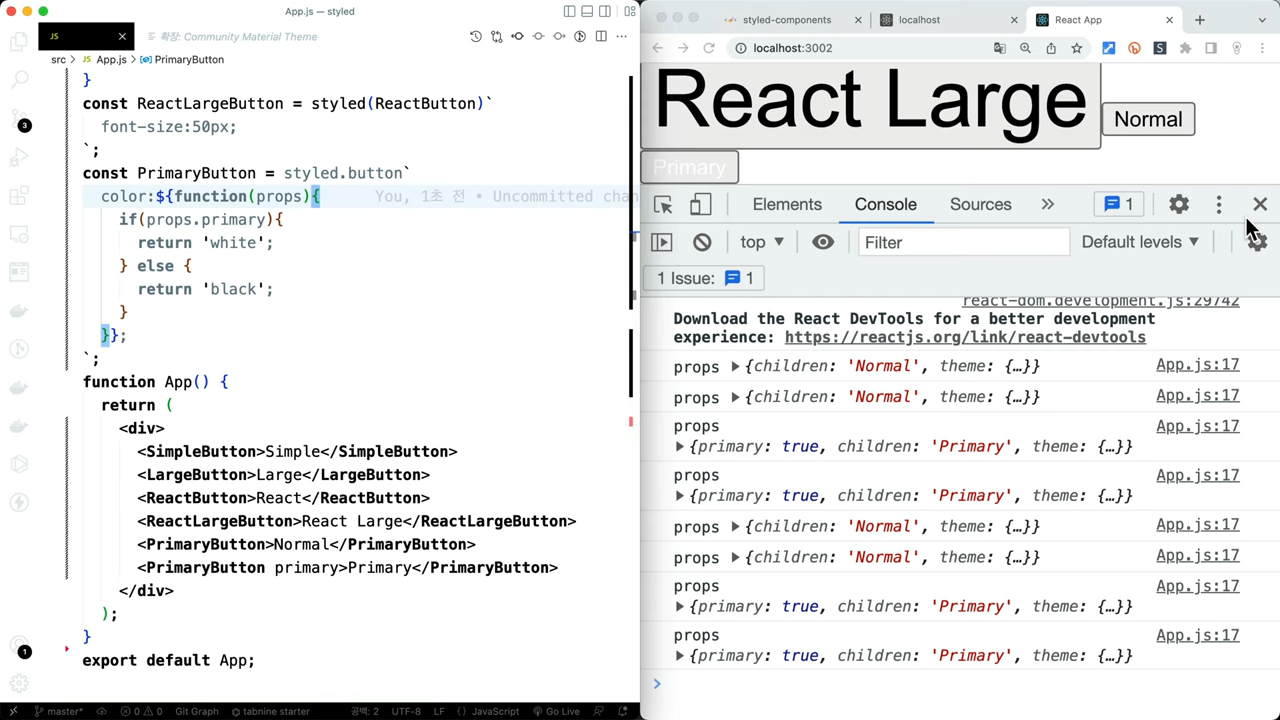 App.js — styled
JS
확장: Community Material Theme
src > JS App.js > PrimaryButton
}
const ReactLargeButton = styled(ReactButton)`
font-size:50px;
`;
const PrimaryButton = styled.button`
color:${function(props){ You, 1초 전 • Uncommitted chan
if(props.primary){
return 'white';
} else {
return 'black';
}
}};
`;
function App() {
return (
<div>
<SimpleButton>Simple</SimpleButton>
<LargeButton>Large</LargeButton>
<ReactButton>React</ReactButton>
<ReactLargeButton>React Large</ReactLargeButton>
<PrimaryButton>Normal</PrimaryButton>
<PrimaryButton primary>Primary</PrimaryButton>
</div>
);
}
export default App;
3
1
master* 0 0 Git Graph tabnine starter 공백: 2 UTF-8 LF {} JavaScript Go Live
styled-components
localhost
React App
localhost:3002
React Large
Normal
Primary
Elements Console Sources 1
top Filter Default levels
1 Issue: 1
react-dom.development.js:29742
Download the React DevTools for a better development
experience: https://reactjs.org/link/react-devtools
props {children: 'Normal', theme: {…}} App.js:17
props {children: 'Normal', theme: {…}} App.js:17
props App.js:17
{primary: true, children: 'Primary', theme: {…}}
props App.js:17
{primary: true, children: 'Primary', theme: {…}}
props {children: 'Normal', theme: {…}} App.js:17
props {children: 'Normal', theme: {…}} App.js:17
props App.js:17
{primary: true, children: 'Primary', theme: {…}}
props App.js:17
{primary: true, children: 'Primary', theme: {…}}